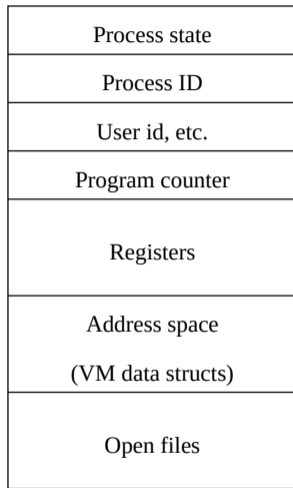 Process state
Process ID
User id, etc.
Program counter
Registers
Address space
(VM data structs)
Open files